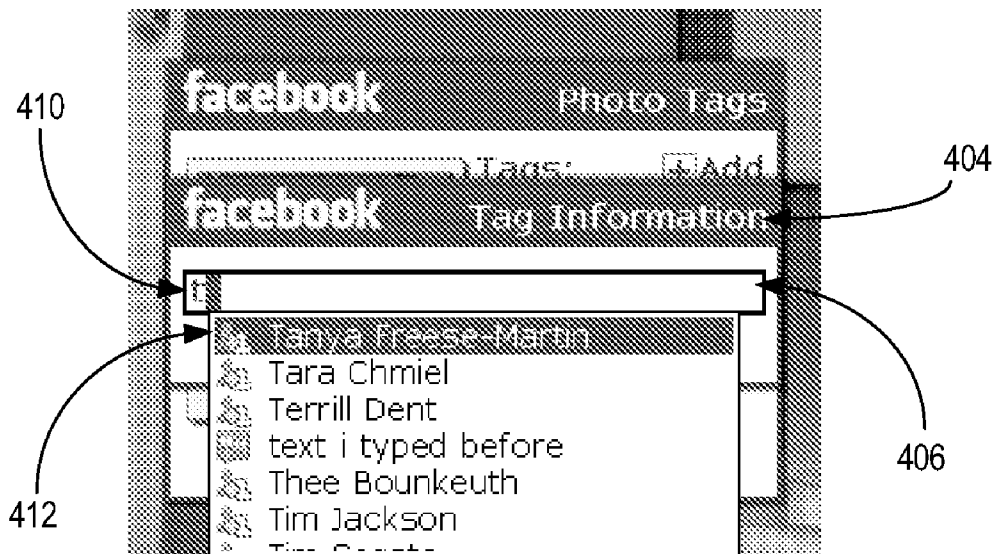 facebook Photo Tags
410
Tags: Add
404
facebook Tag Information
t
Tanya Freese-Martin
Tara Chmiel
Terrill Dent
text i typed before
406
Thee Bounkeuth
412
Tim Jackson
Tim